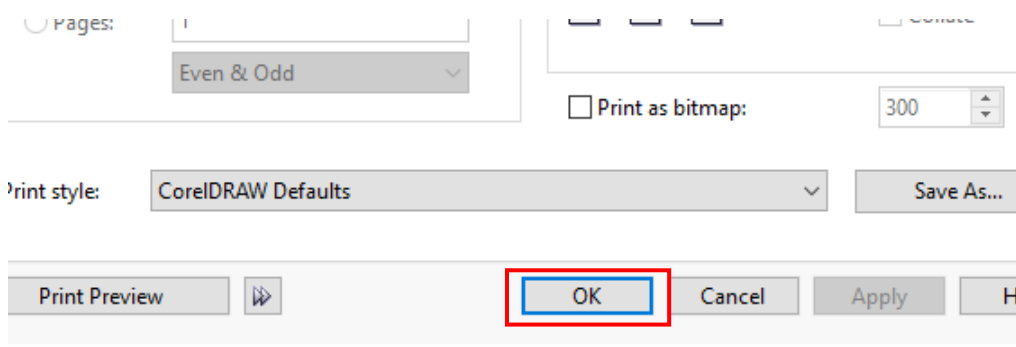 Pages:
1
Collate
Even & Odd
Print as bitmap:
300
Print style:
CorelDRAW Defaults
Save As...
Print Preview
OK
Cancel
Apply